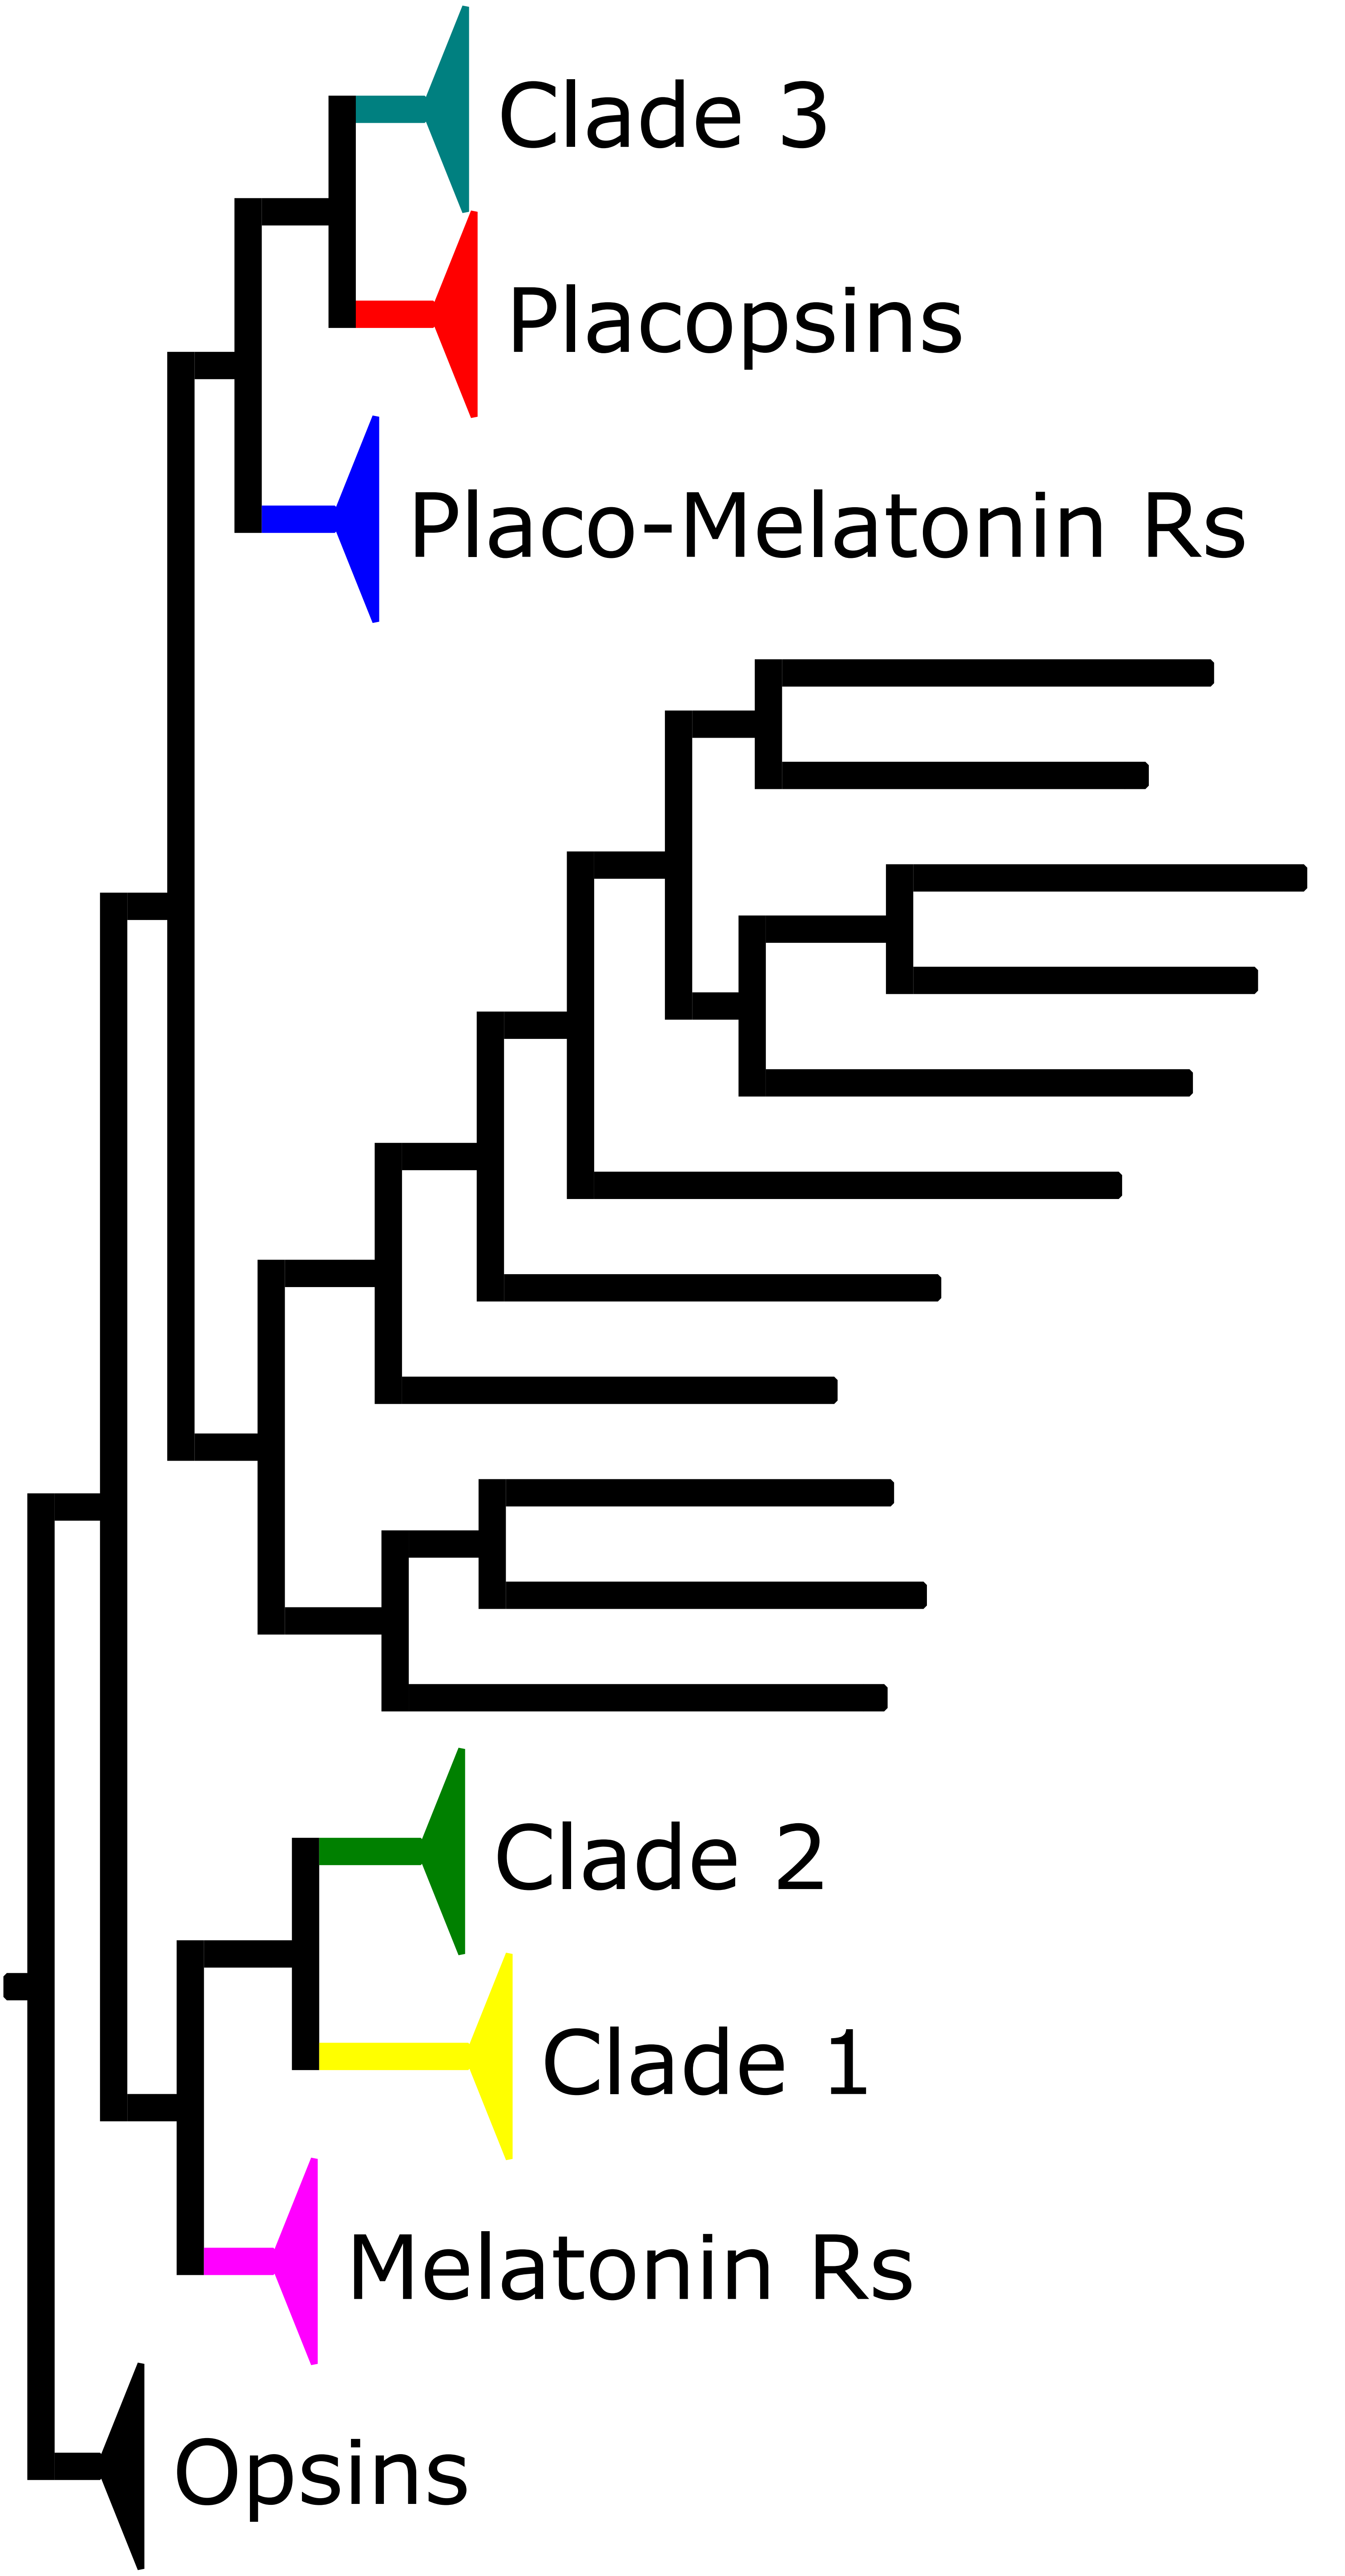 Clade 3
Placopsins
Placo-Melatonin Rs
Clade 2
Clade 1
Melatonin Rs
Opsins